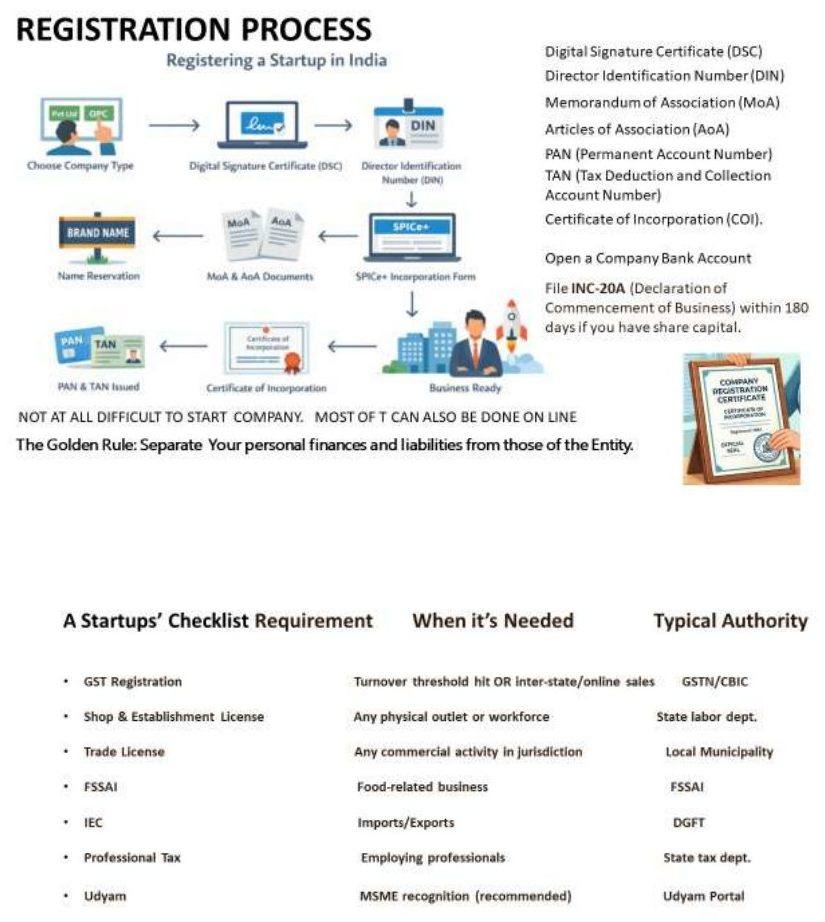 REGISTRATION PROCESS
Registering a Startup in India
Pvt Ltd
OPC
Choose Company Type
Digital Signature Certificate (DSC)
DIN
Director Identification
Number (DIN)
BRAND NAME
Name Reservation
MoA
AoA
MoA & AoA Documents
SPICe+
SPICe+ Incorporation Form
PAN
TAN
PAN & TAN Issued
Certificate of
Incorporation
Certificate of Incorporation
Business Ready
Digital Signature Certificate (DSC)
Director Identification Number (DIN)
Memorandum of Association (MoA)
Articles of Association (AoA)
PAN (Permanent Account Number)
TAN (Tax Deduction and Collection
Account Number)
Certificate of Incorporation (COI).
Open a Company Bank Account
File INC-20A (Declaration of
Commencement of Business) within 180
days if you have share capital.
COMPANY
REGISTRATION
CERTIFICATE
CERTIFICATE OF
INCORPORATION
OFFICIAL
SEAL
NOT AT ALL DIFFICULT TO START COMPANY. MOST OF T CAN ALSO BE DONE ON LINE
The Golden Rule: Separate Your personal finances and liabilities from those of the Entity.
A Startups’ Checklist Requirement When it’s Needed Typical Authority
• GST Registration Turnover threshold hit OR inter-state/online sales GSTN/CBIC
• Shop & Establishment License Any physical outlet or workforce State labor dept.
• Trade License Any commercial activity in jurisdiction Local Municipality
• FSSAI Food-related business FSSAI
• IEC Imports/Exports DGFT
• Professional Tax Employing professionals State tax dept.
• Udyam MSME recognition (recommended) Udyam Portal